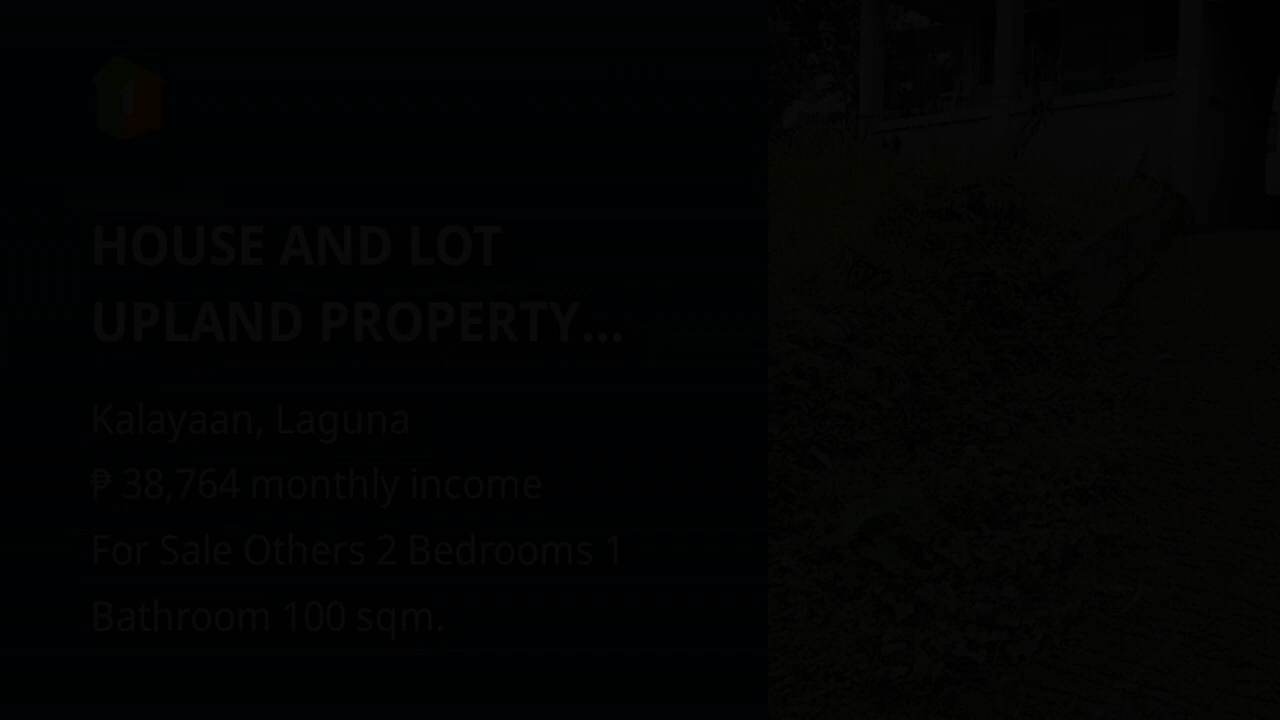 HOUSE AND LOT
UPLAND PROPERTY...
Kalayaan, Laguna
₱ 38,764 monthly income
For Sale Others 2 Bedrooms 1
Bathroom 100 sqm.